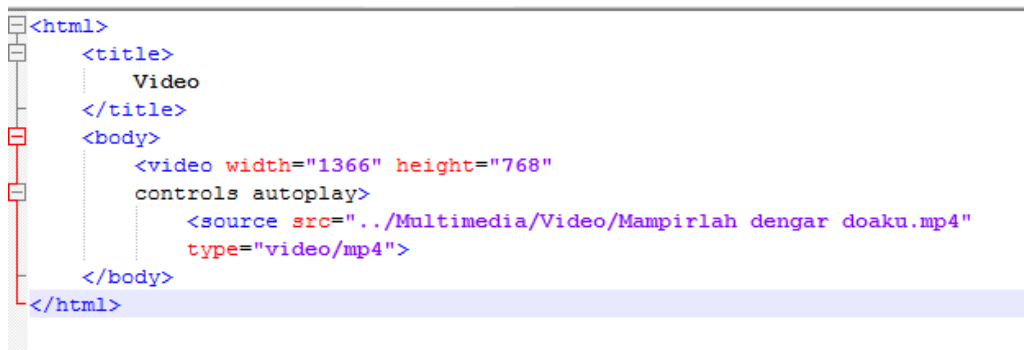 <html>
<title>
Video
</title>
<body>
<video width="1366" height="768"
controls autoplay>
<source src="../Multimedia/Video/Mampirlah dengar doaku.mp4"
type="video/mp4">
</body>
</html>